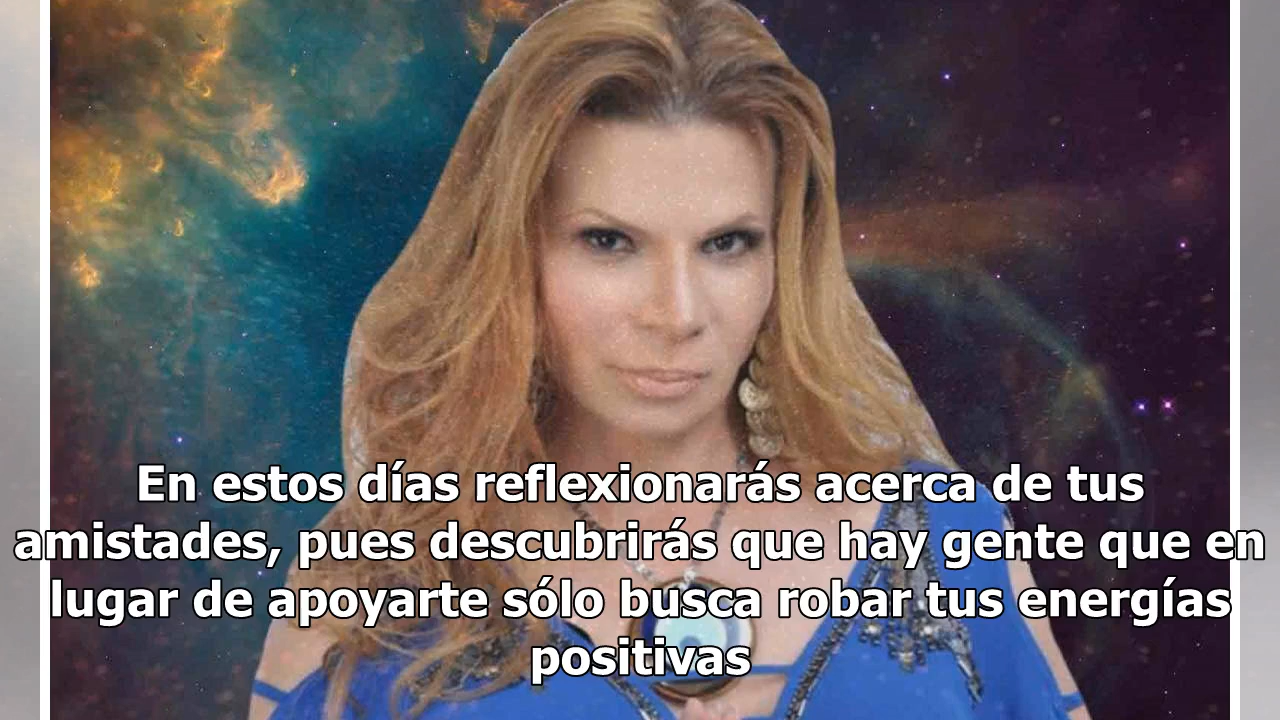 En estos días reflexionarás acerca de tus
amistades, pues descubrirás que hay gente que en
lugar de apoyarte sólo busca robar tus energías
positivas